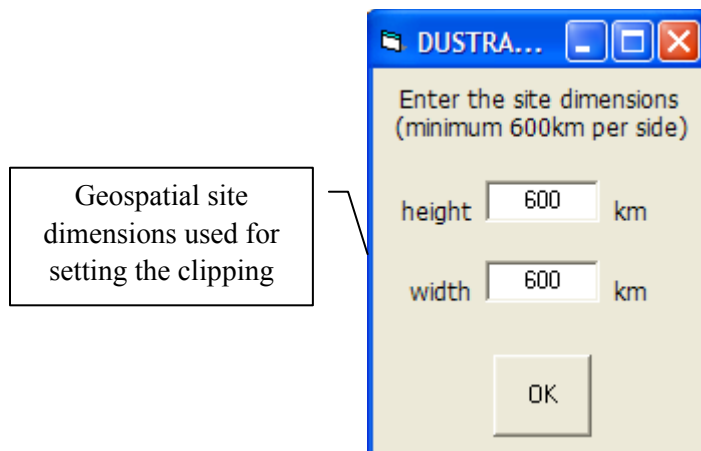 DUSTRA...
Enter the site dimensions
(minimum 600km per side)
Geospatial site
dimensions used for
setting the clipping
height 600 km
width 600 km
OK